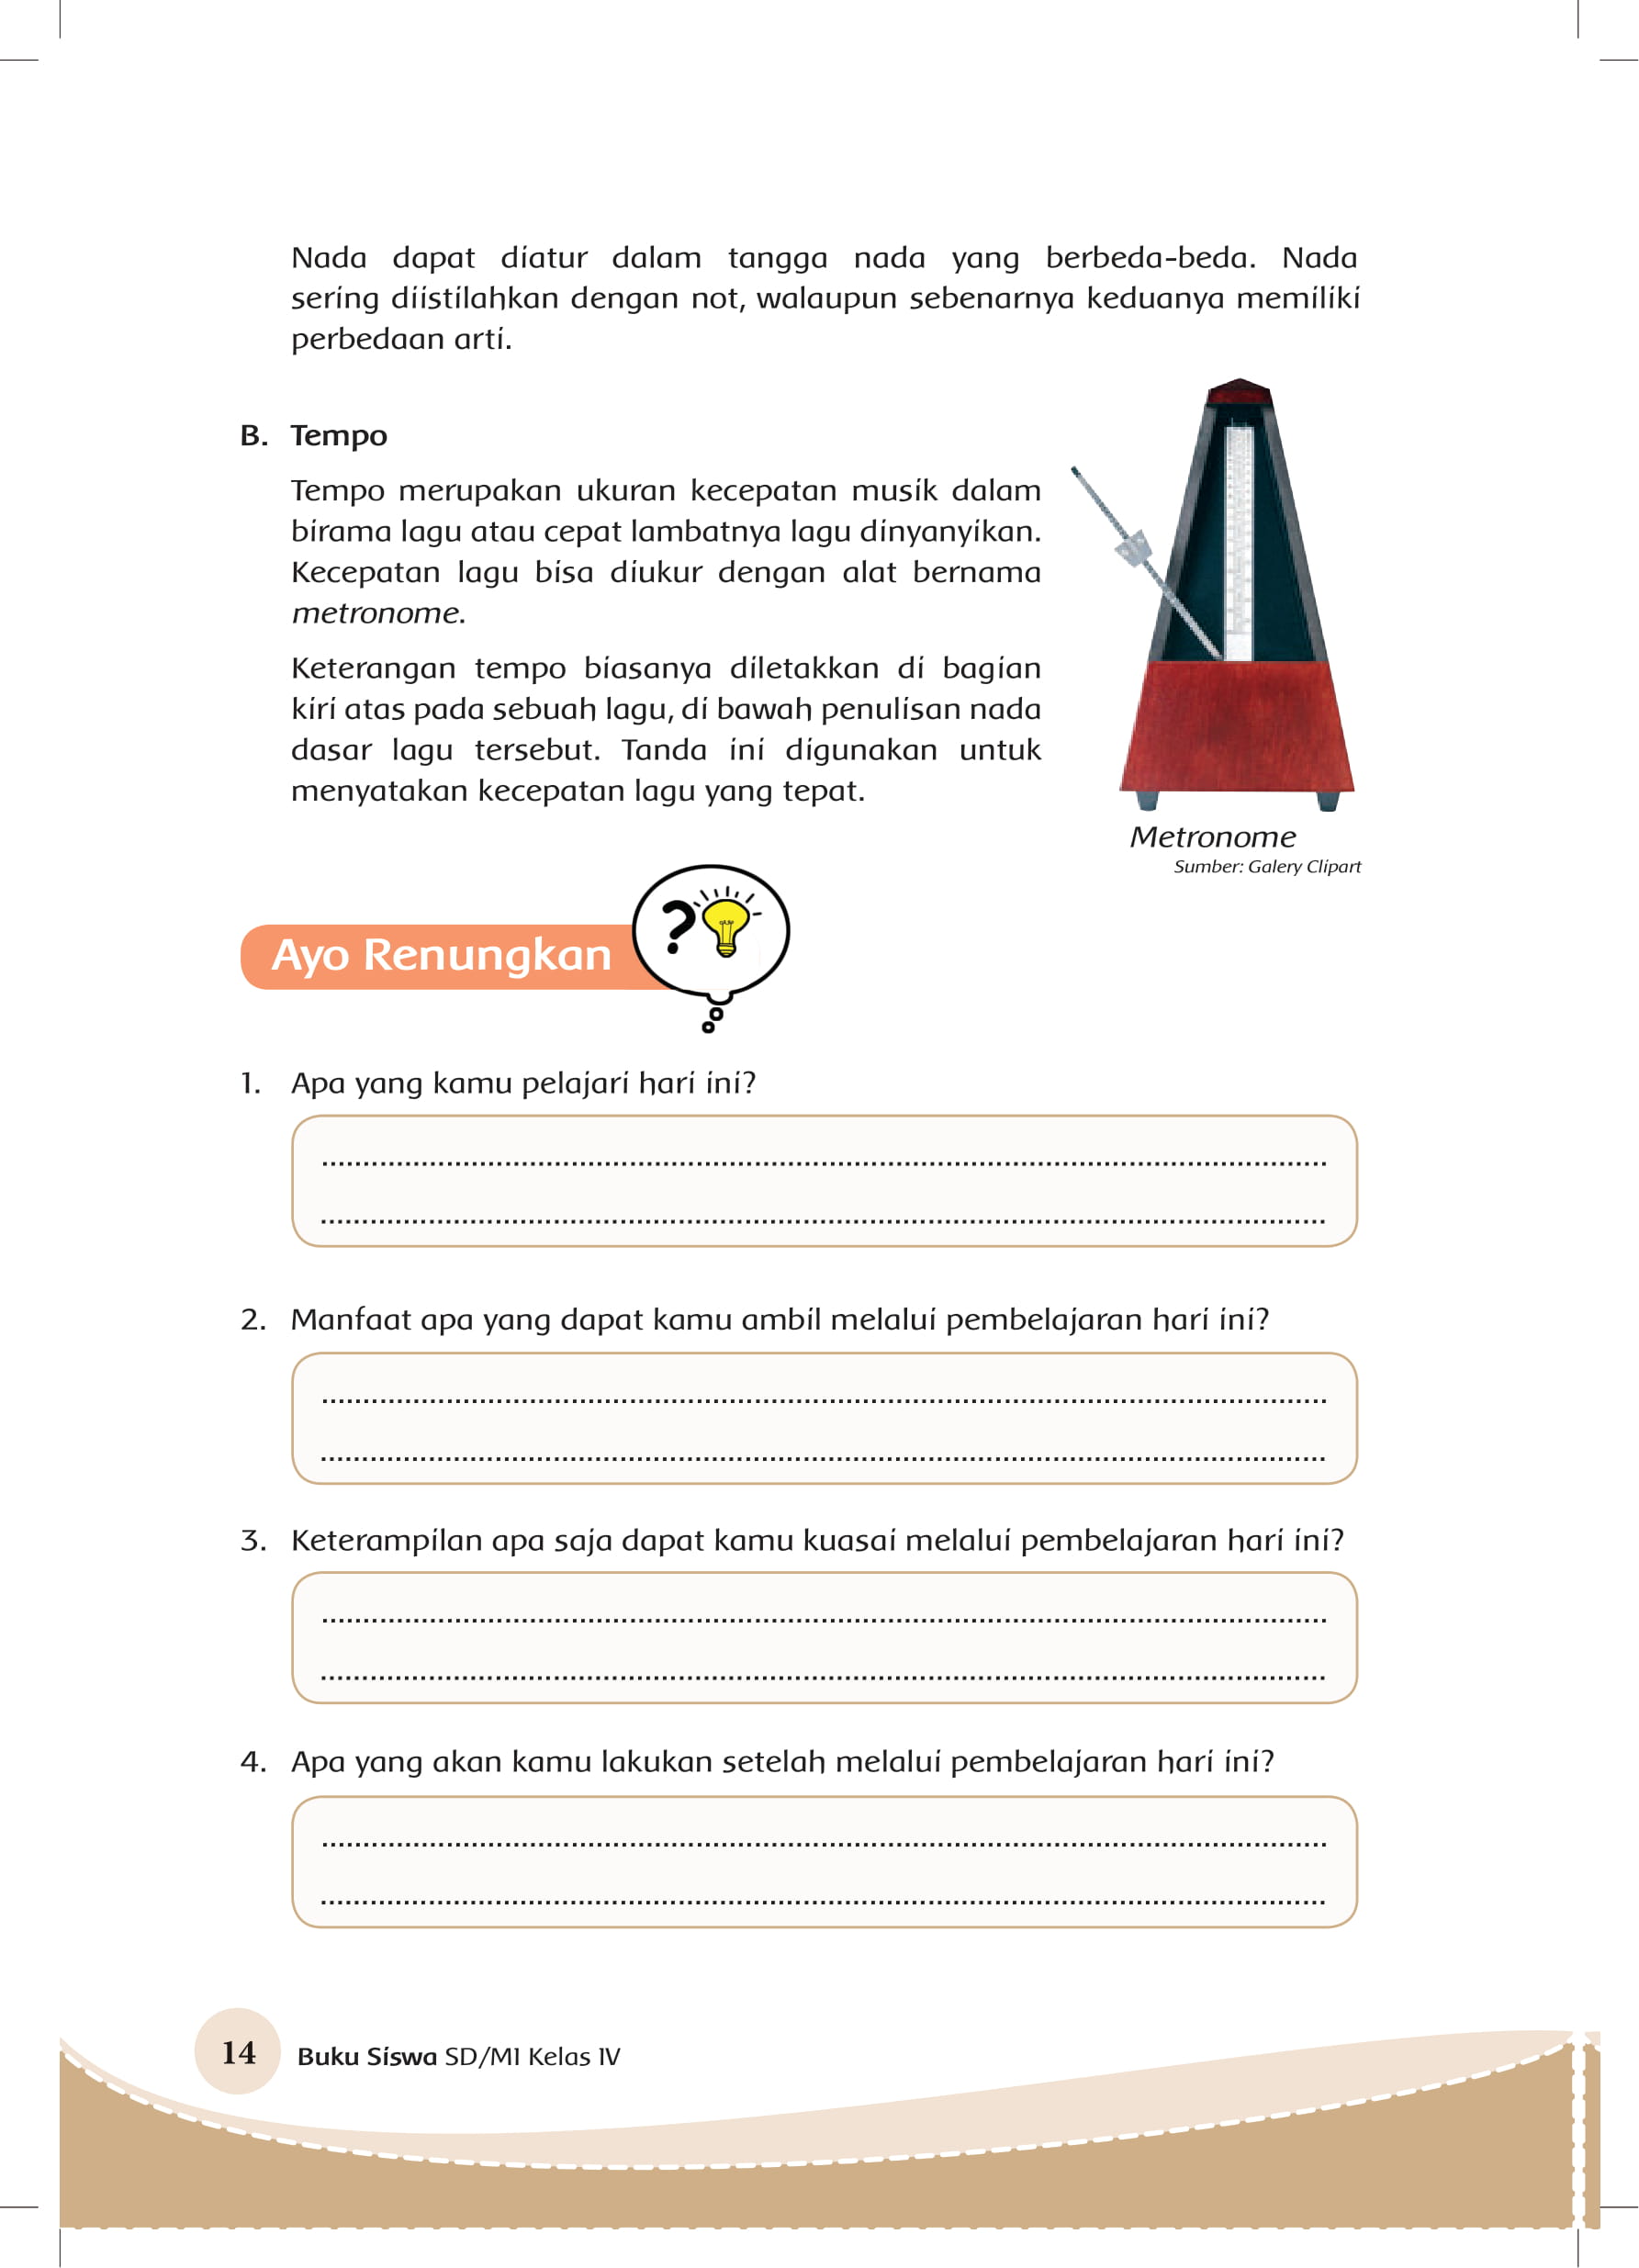 Nada dapat diatur dalam tangga nada yang berbeda-beda. Nada
sering diistilahkan dengan not, walaupun sebenarnya keduanya memiliki
perbedaan arti.
B. Tempo
Tempo merupakan ukuran kecepatan musik dalam
birama lagu atau cepat lambatnya lagu dinyanyikan.
Kecepatan lagu bisa diukur dengan alat bernama
metronome.
Keterangan tempo biasanya diletakkan di bagian
kiri atas pada sebuah lagu, di bawah penulisan nada
dasar lagu tersebut. Tanda ini digunakan untuk
menyatakan kecepatan lagu yang tepat.
Metronome
Sumber: Galery Clipart
Ayo Renungkan
?
1. Apa yang kamu pelajari hari ini?
2. Manfaat apa yang dapat kamu ambil melalui pembelajaran hari ini?
3. Keterampilan apa saja dapat kamu kuasai melalui pembelajaran hari ini?
4. Apa yang akan kamu lakukan setelah melalui pembelajaran hari ini?
14 Buku Siswa SD/MI Kelas IV